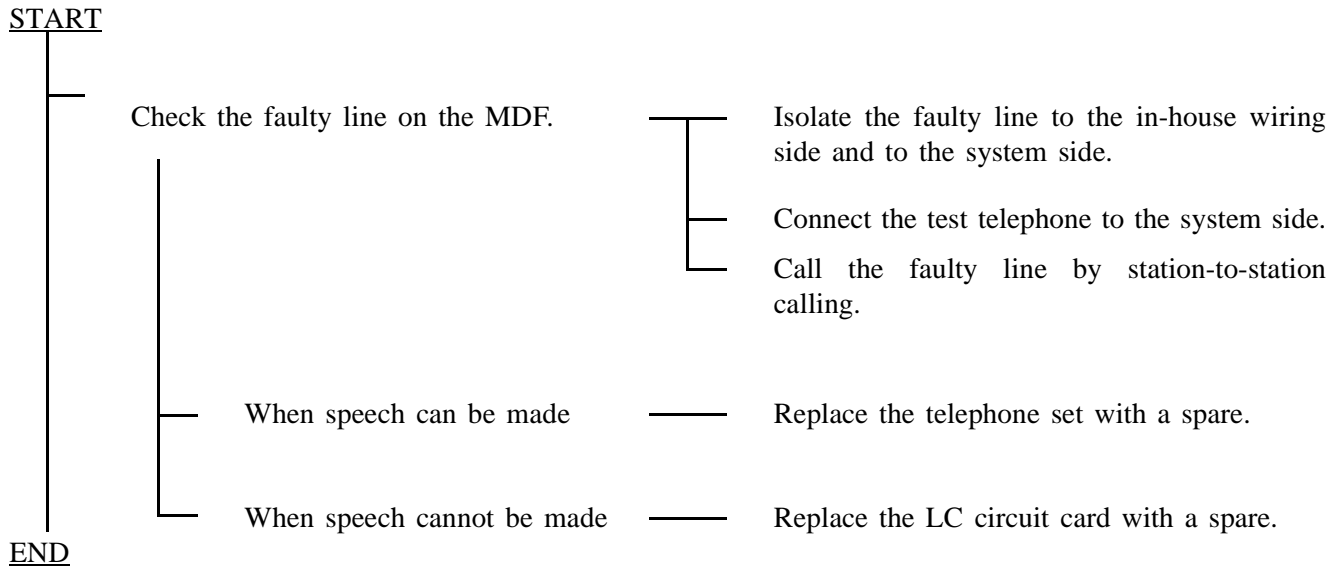 START
Check the faulty line on the MDF.
Isolate the faulty line to the in-house wiring
side and to the system side.
Connect the test telephone to the system side.
Call the faulty line by station-to-station
calling.
When speech can be made
Replace the telephone set with a spare.
When speech cannot be made
Replace the LC circuit card with a spare.
END